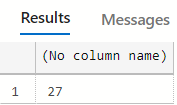 Results Messages
(No column name)
1 27